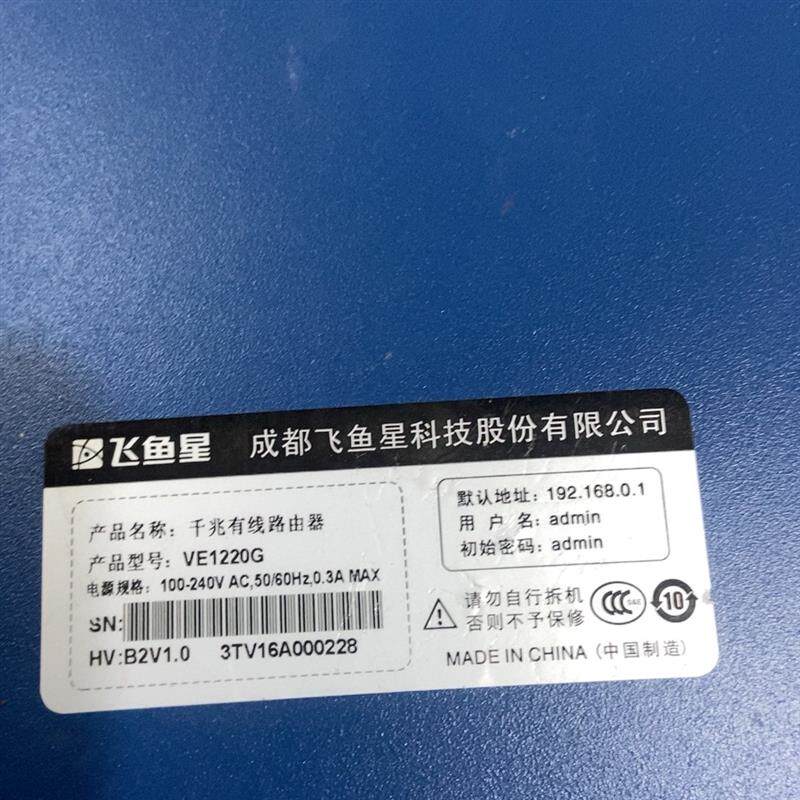 飞鱼星 成都飞鱼星科技股份有限公司
产品名称：千兆有线路由器
产品型号：VE1220G
电源规格：100-240V AC,50/60Hz,0.3A MAX
SN:
HV:B2V1.0 3TV16A000228
默认地址：192.168.0.1
用户名：admin
初始密码：admin
请勿自行拆机
否则不予保修
CCC S&E 10
MADE IN CHINA（中国制造）